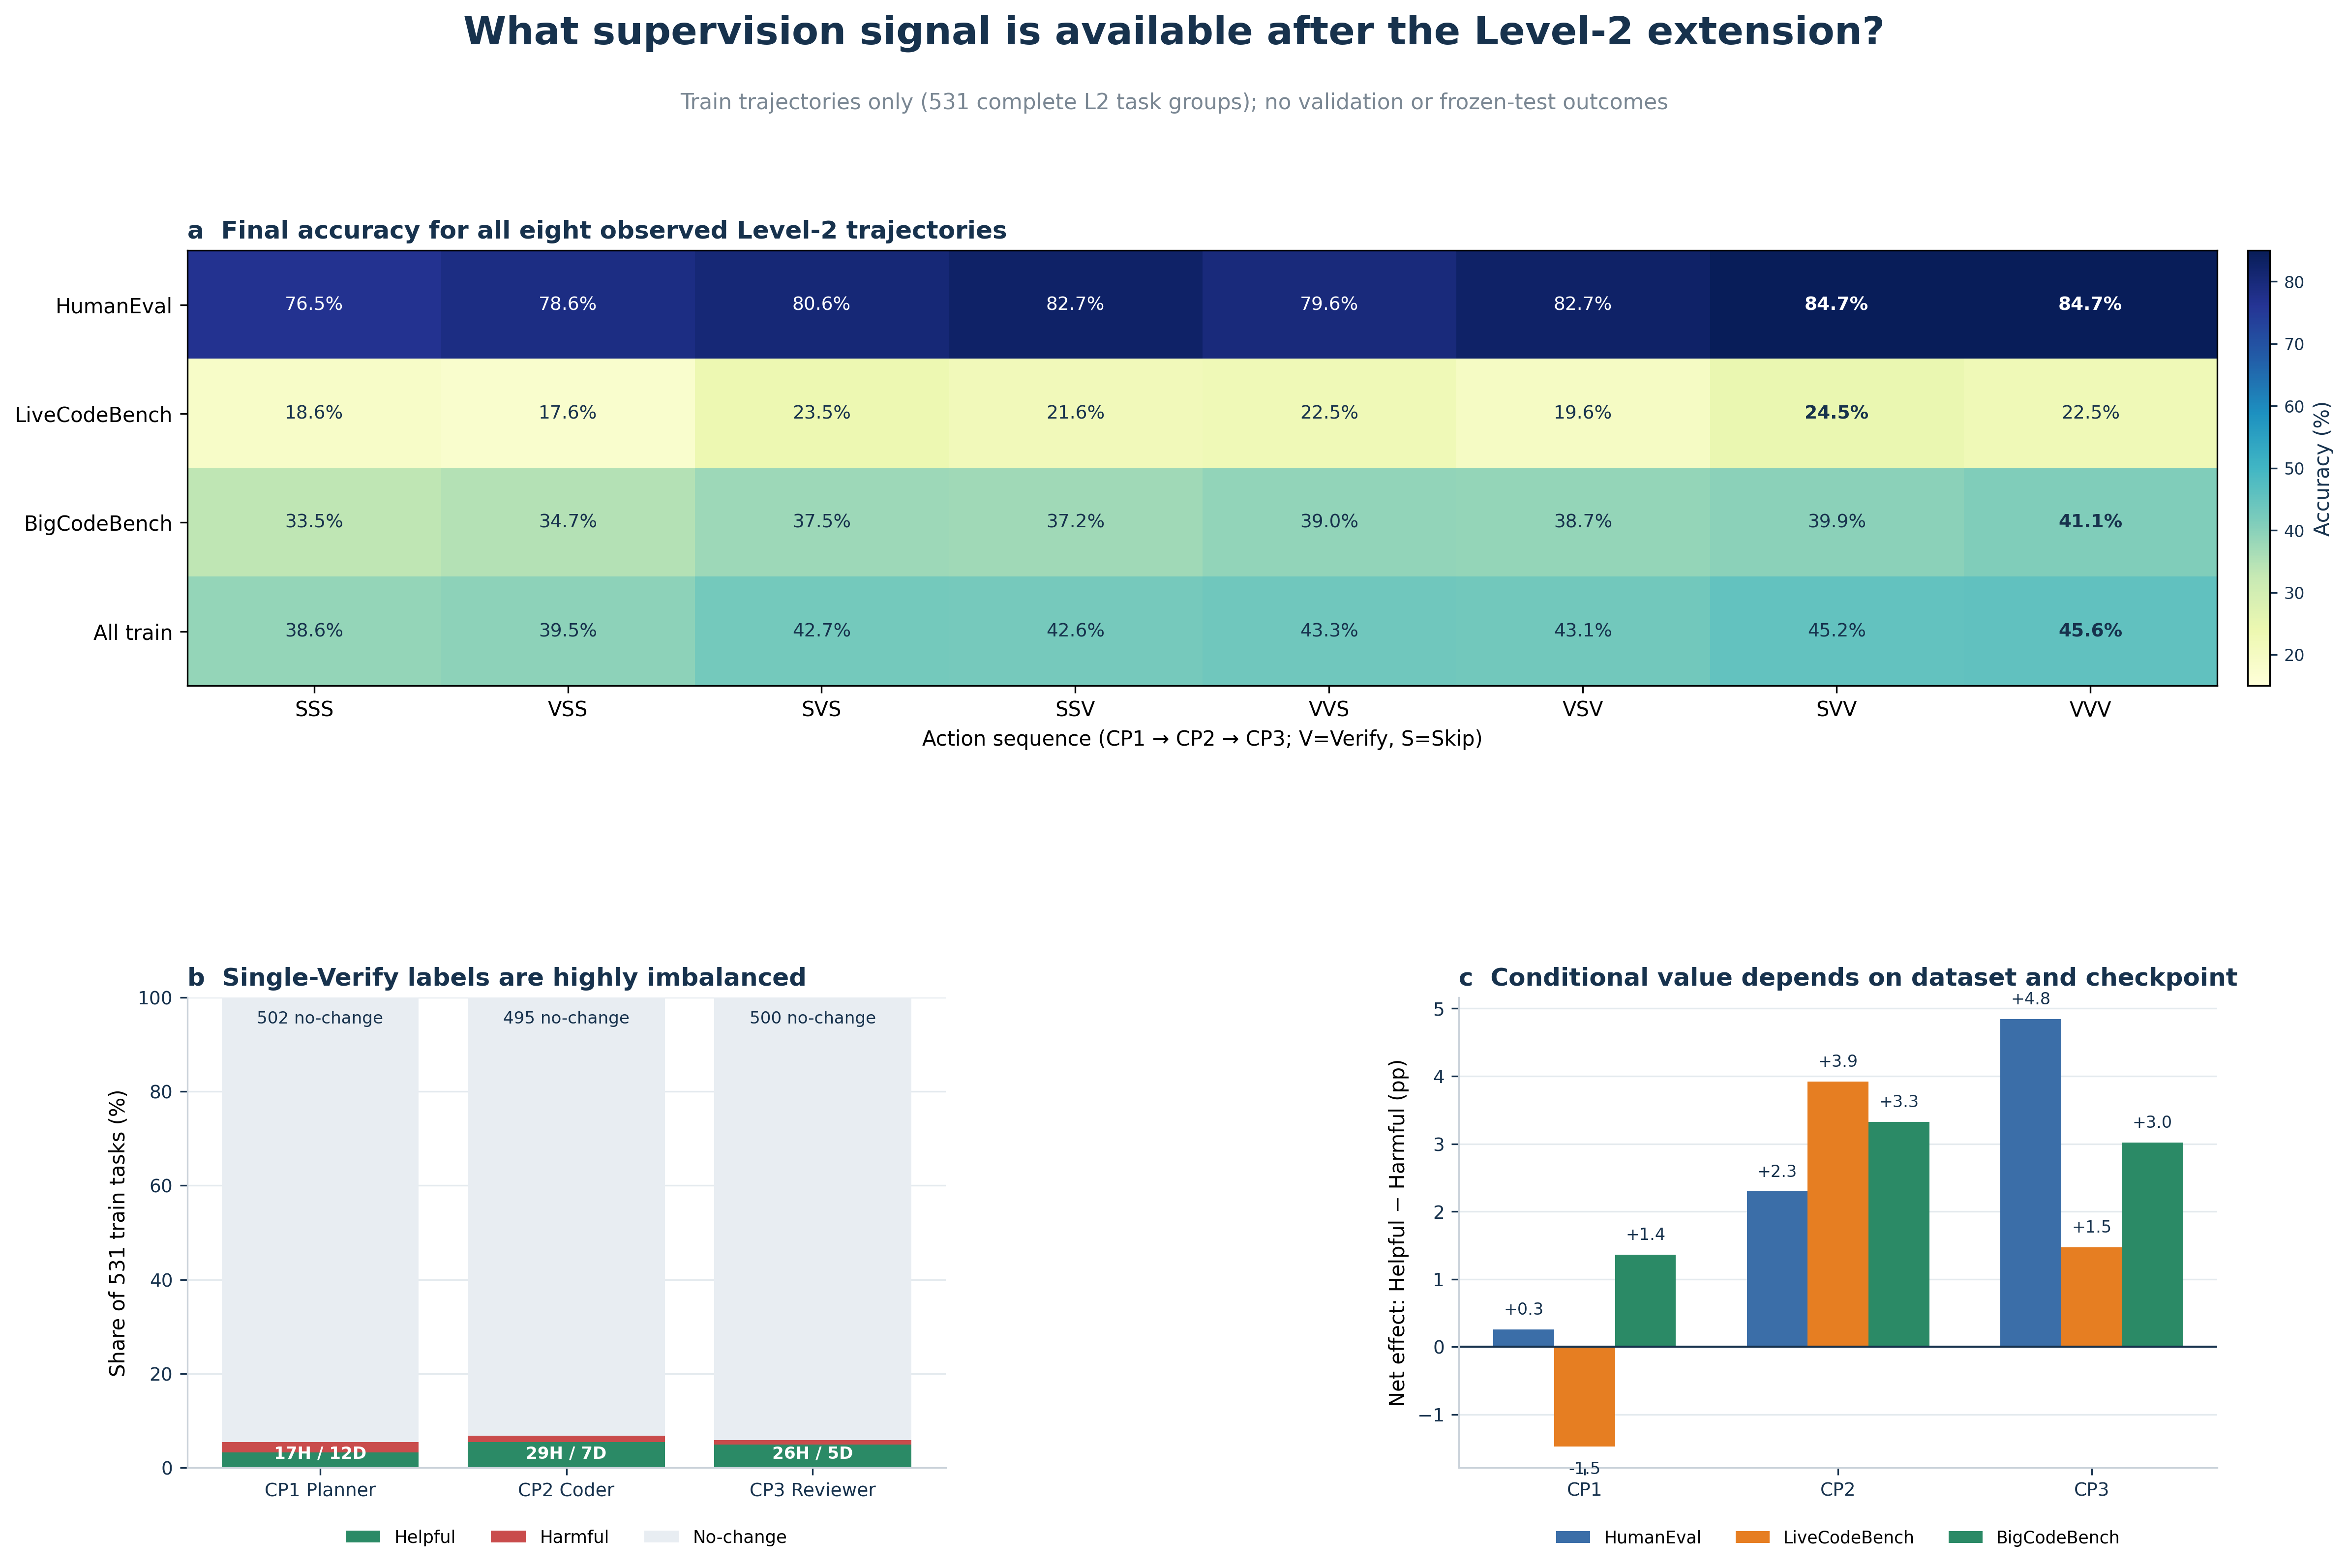 What supervision signal is available after the Level-2 extension?
Train trajectories only (531 complete L2 task groups); no validation or frozen-test outcomes
a Final accuracy for all eight observed Level-2 trajectories
HumanEval 76.5% 78.6% 80.6% 82.7% 79.6% 82.7% 84.7% 84.7%
LiveCodeBench 18.6% 17.6% 23.5% 21.6% 22.5% 19.6% 24.5% 22.5%
BigCodeBench 33.5% 34.7% 37.5% 37.2% 39.0% 38.7% 39.9% 41.1%
All train 38.6% 39.5% 42.7% 42.6% 43.3% 43.1% 45.2% 45.6%
SSS VSS SVS SSV VVS VSV SVV VVV
Action sequence (CP1 → CP2 → CP3; V=Verify, S=Skip)
80
70
60
50
40
30
20
Accuracy (%)
b Single-Verify labels are highly imbalanced
Share of 531 train tasks (%)
100
80
60
40
20
0
502 no-change 495 no-change 500 no-change
17H / 12D 29H / 7D 26H / 5D
CP1 Planner CP2 Coder CP3 Reviewer
Helpful Harmful No-change
c Conditional value depends on dataset and checkpoint
Net effect: Helpful − Harmful (pp)
5
4
3
2
1
0
−1
+0.3 -1.5 +1.4
+2.3 +3.9 +3.3
+4.8 +1.5 +3.0
CP1 CP2 CP3
HumanEval LiveCodeBench BigCodeBench